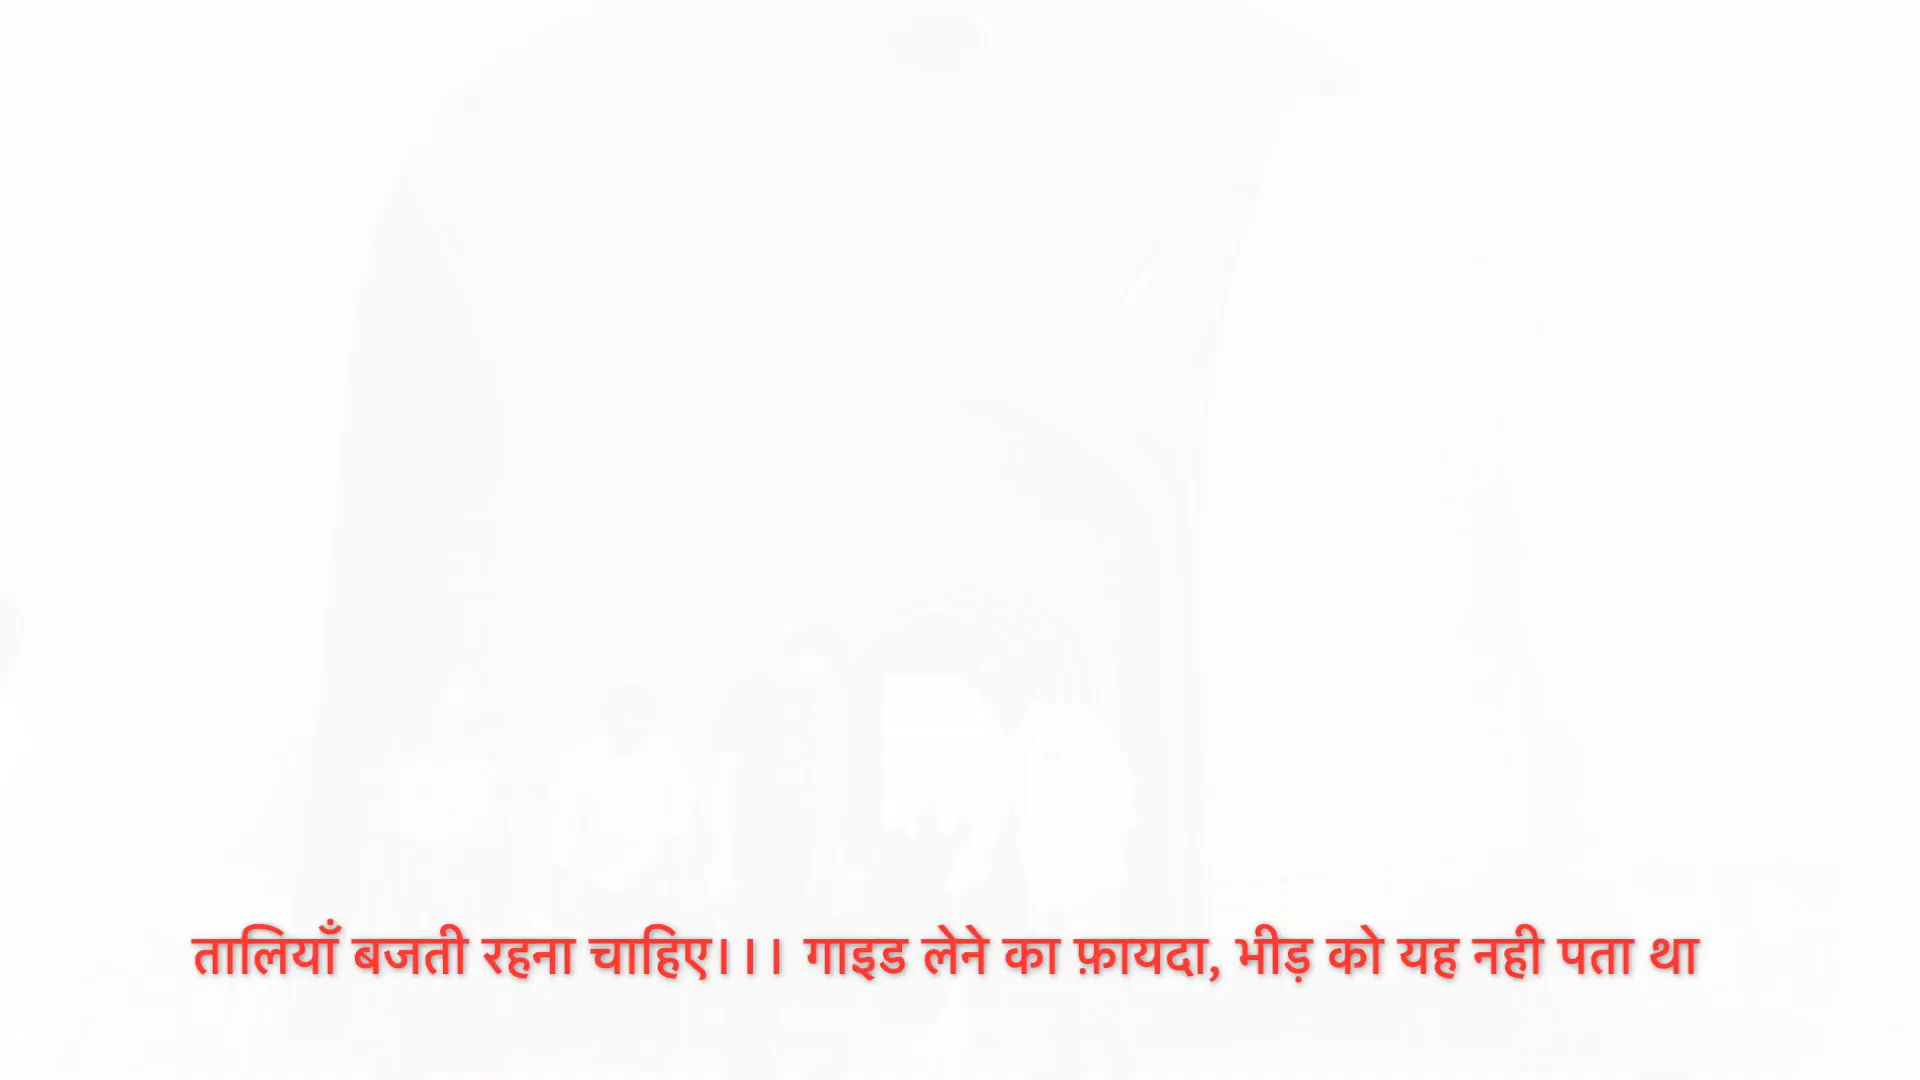 तालियाँ बजती रहना चाहिए।।। गाइड लेने का फ़ायदा, भीड़ को यह नही पता था